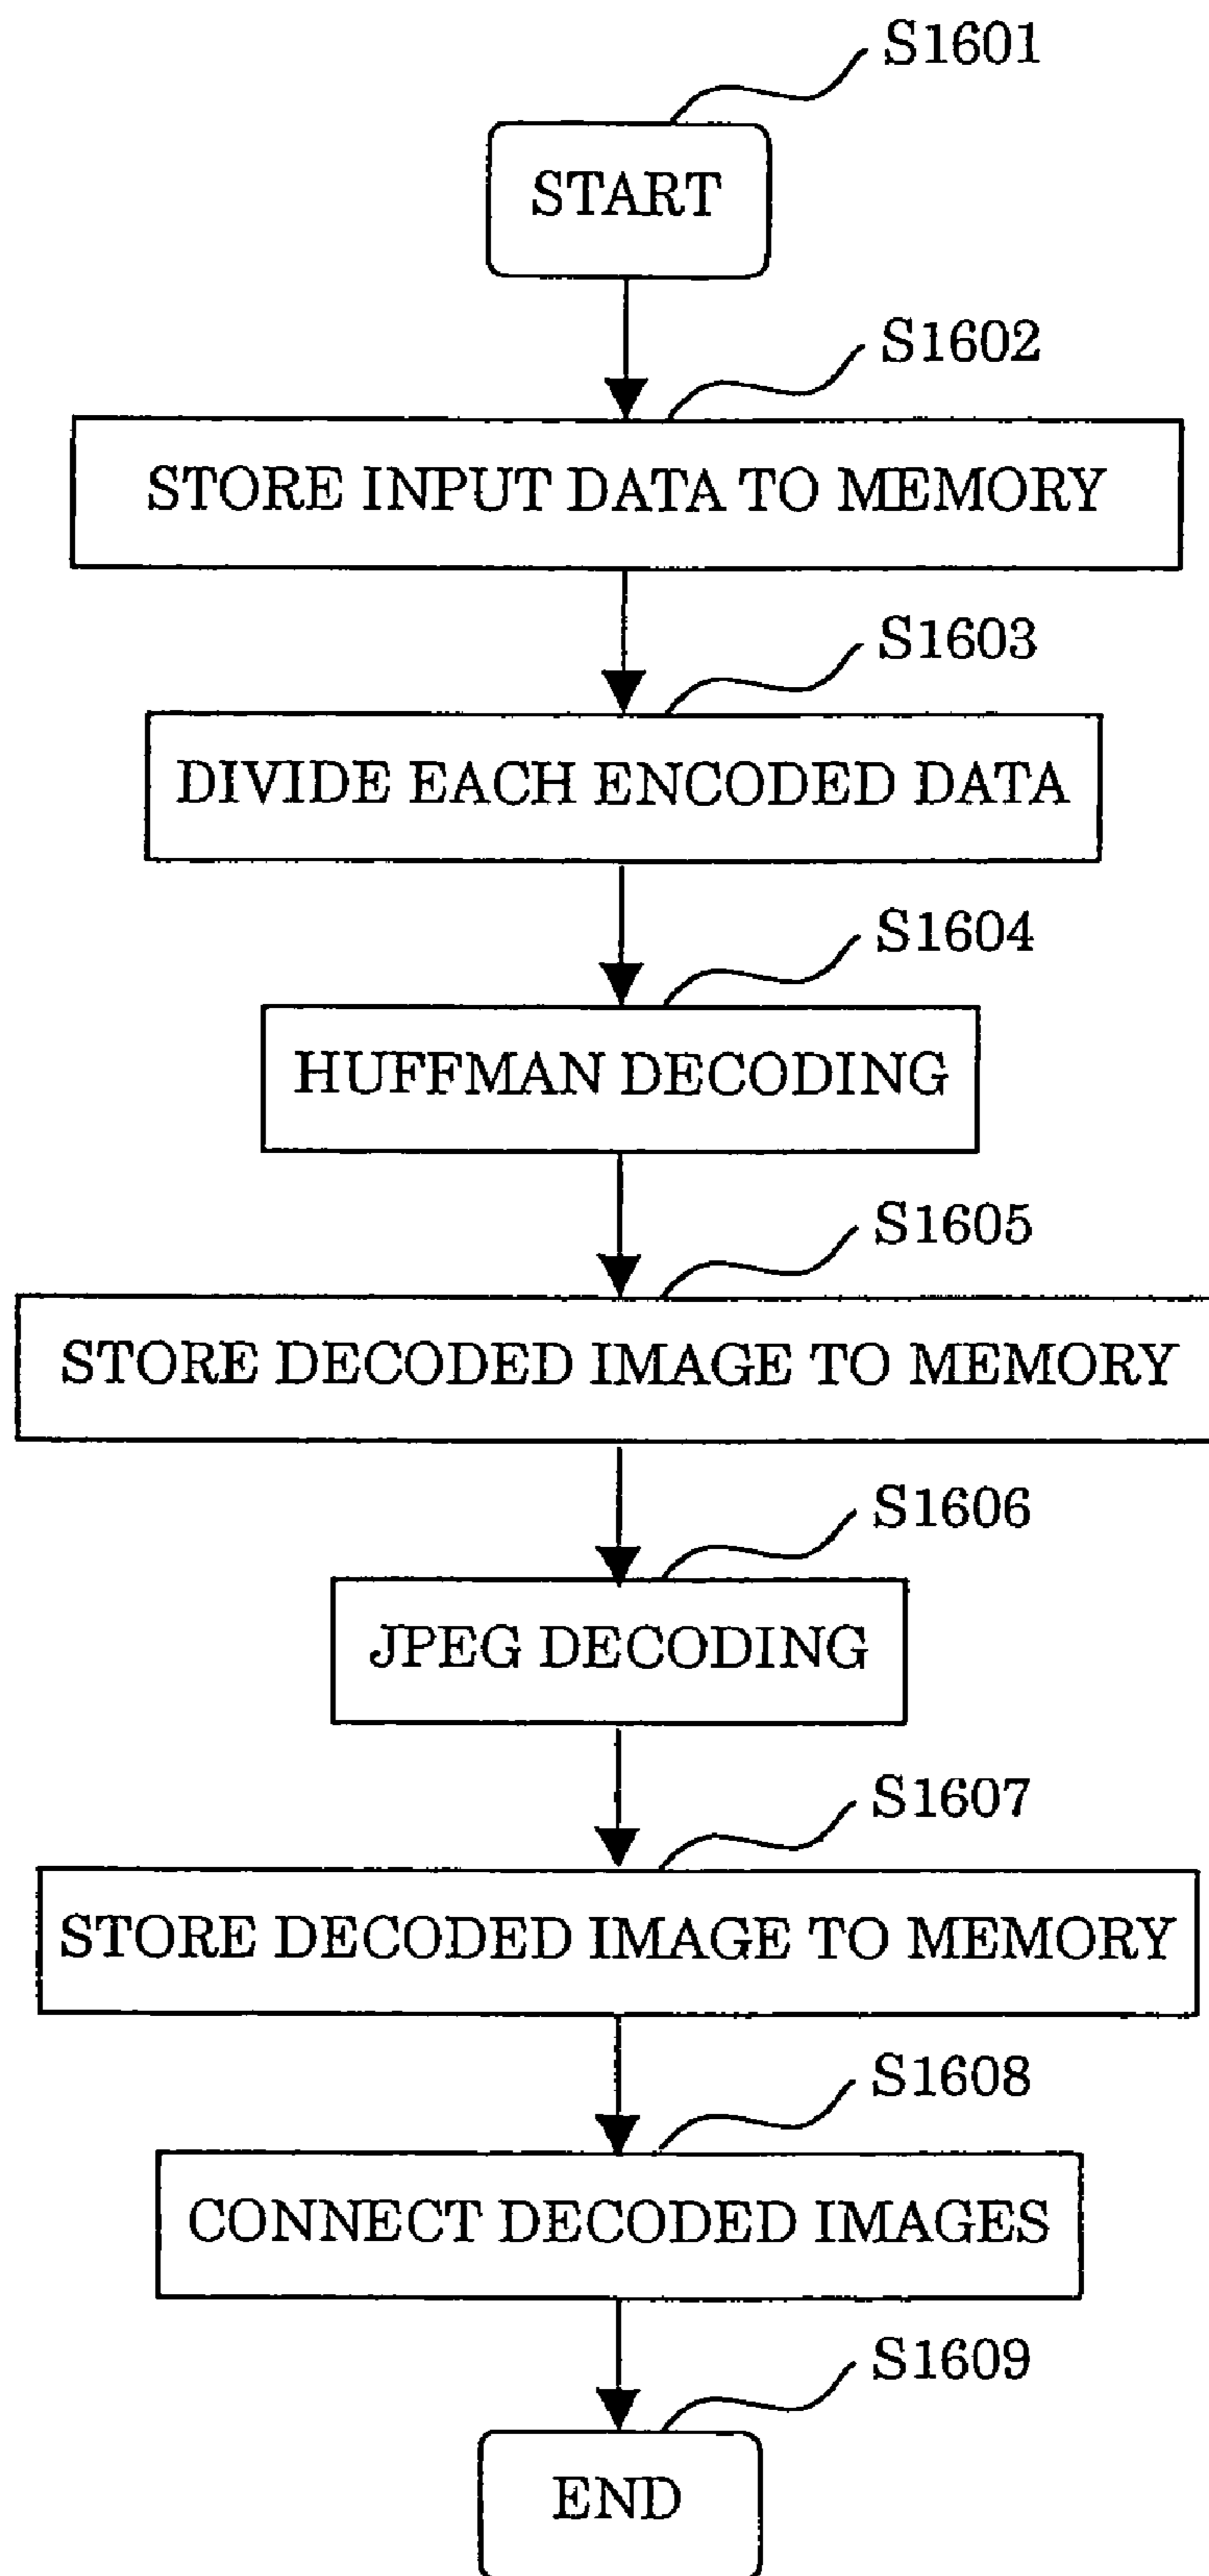 S1601
START
S1602
STORE INPUT DATA TO MEMORY
S1603
DIVIDE EACH ENCODED DATA
S1604
HUFFMAN DECODING
S1605
STORE DECODED IMAGE TO MEMORY
S1606
JPEG DECODING
S1607
STORE DECODED IMAGE TO MEMORY
S1608
CONNECT DECODED IMAGES
S1609
END